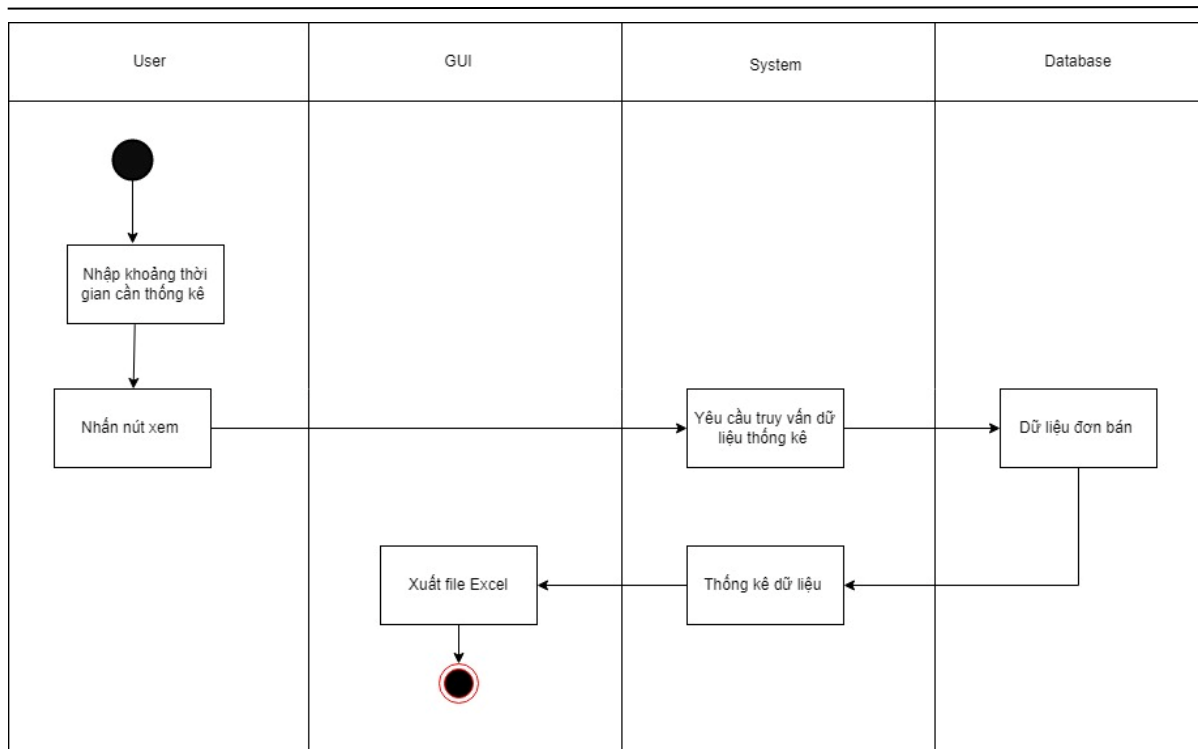 User
GUI
System
Database
Nhập khoảng thời
gian cần thống kê
Nhấn nút xem
Yêu cầu truy vấn dữ
liệu thống kê
Dữ liệu đơn bán
Xuất file Excel
Thống kê dữ liệu